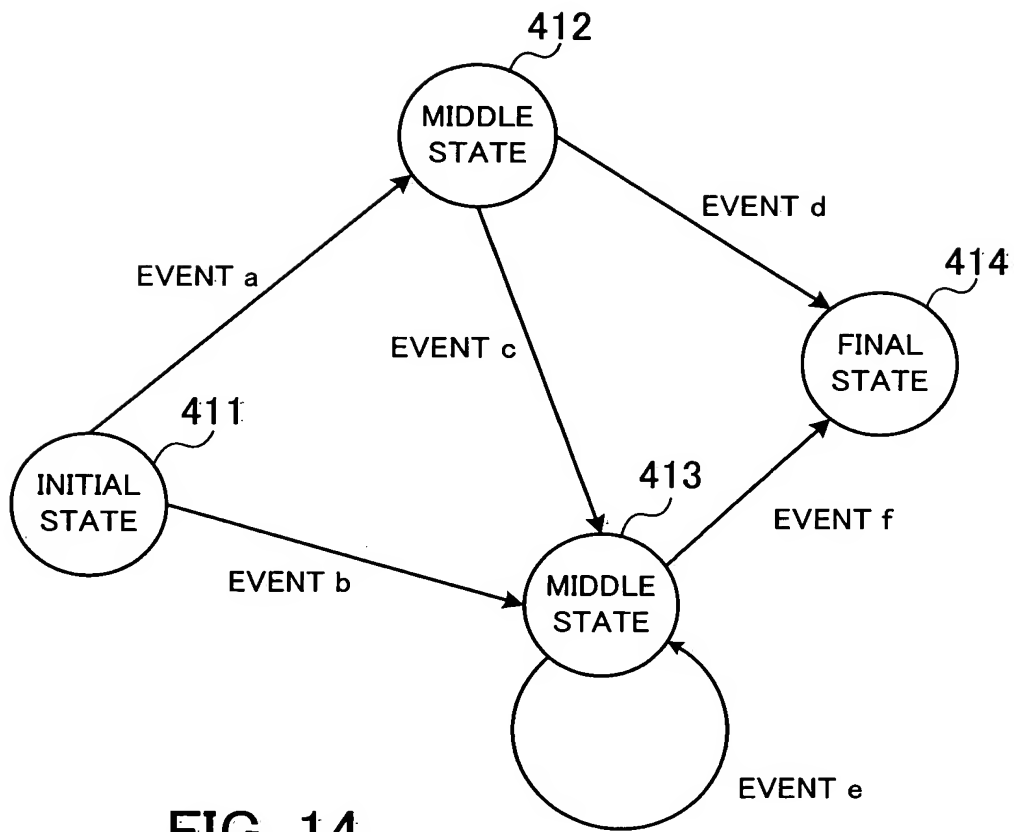 412
MIDDLE
STATE
EVENT d
414
EVENT a
FINAL
STATE
EVENT c
411
INITIAL
STATE
413
EVENT f
EVENT b
MIDDLE
STATE
EVENT e
FIG. 14